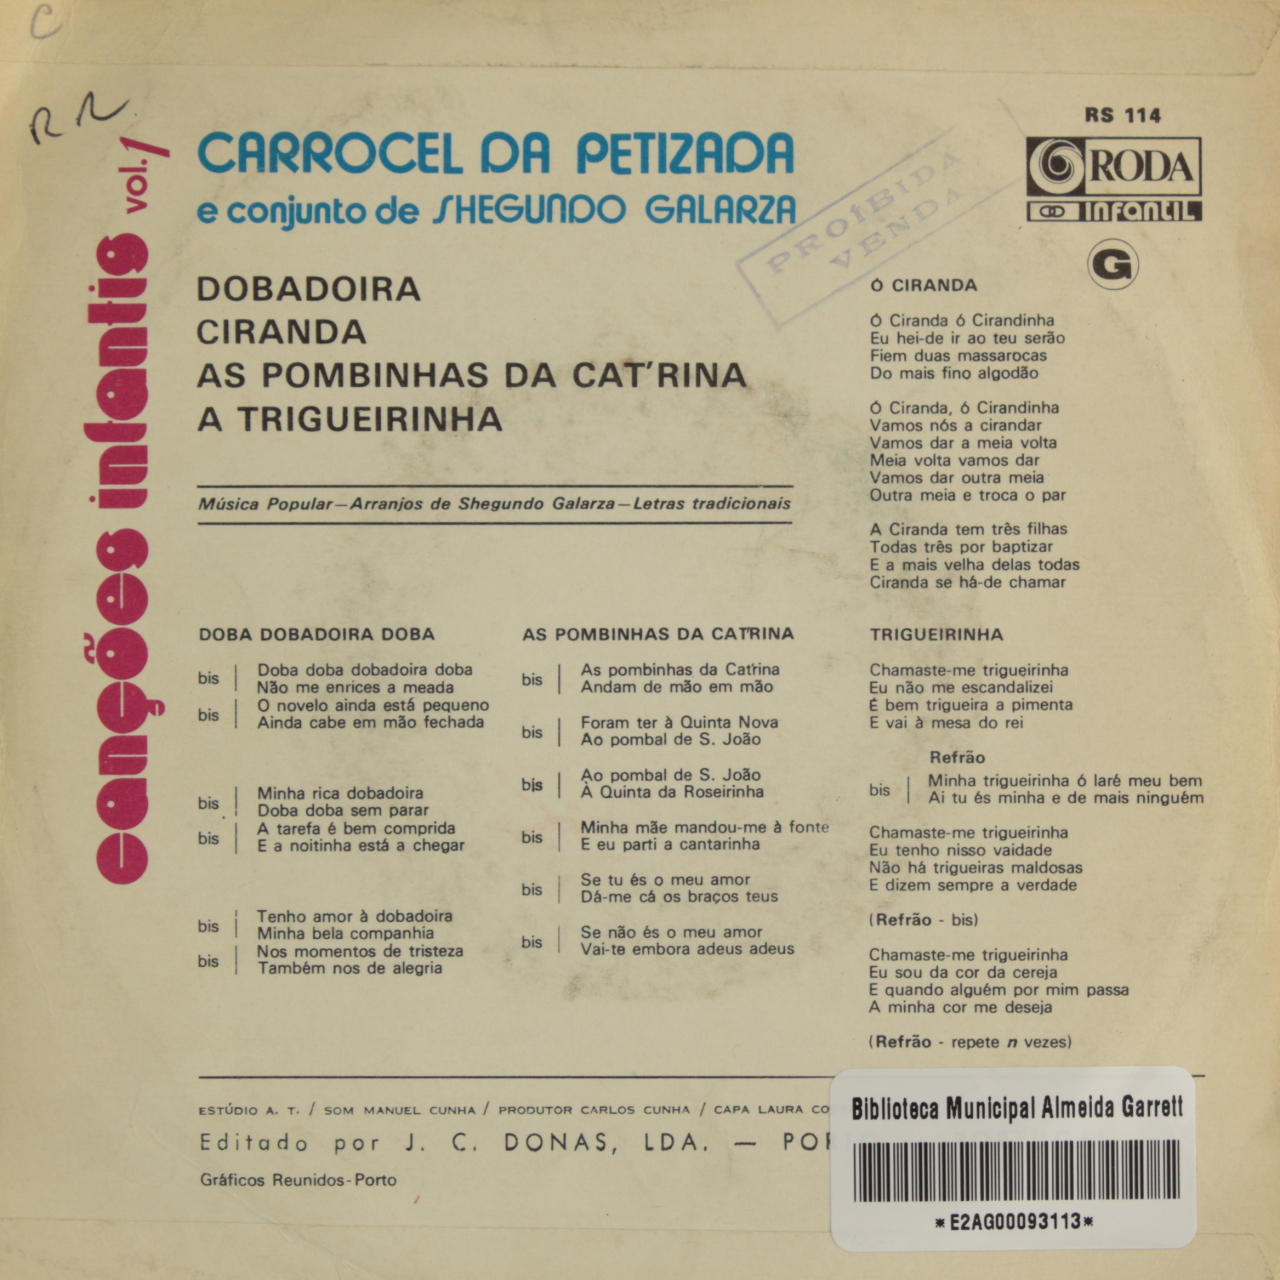 C
R R
RS 114
RODA
INFANTIL
G
canções infantis vol. 1
CARROCEL DA PETIZADA
e conjunto de SHEGUNDO GALARZA
PROÍBIDA
VENDA
DOBADOIRA
CIRANDA
AS POMBINHAS DA CAT'RINA
A TRIGUEIRINHA
Música Popular—Arranjos de Shegundo Galarza—Letras tradicionais
Ó CIRANDA
Ó Ciranda ó Cirandinha
Eu hei-de ir ao teu serão
Fiem duas massarocas
Do mais fino algodão
Ó Ciranda, ó Cirandinha
Vamos nós a cirandar
Vamos dar a meia volta
Meia volta vamos dar
Vamos dar outra meia
Outra meia e troca o par
A Ciranda tem três filhas
Todas três por baptizar
E a mais velha delas todas
Ciranda se há-de chamar
DOBA DOBADOIRA DOBA
bis
Doba doba dobadoira doba
Não me enrices a meada
bis
O novelo ainda está pequeno
Ainda cabe em mão fechada
bis
Minha rica dobadoira
Doba doba sem parar
bis
A tarefa é bem comprida
E a noitinha está a chegar
bis
Tenho amor à dobadoira
Minha bela companhia
bis
Nos momentos de tristeza
Também nos de alegria
AS POMBINHAS DA CAT'RINA
bis
As pombinhas da Cat'rina
Andam de mão em mão
bis
Foram ter à Quinta Nova
Ao pombal de S. João
bis
Ao pombal de S. João
À Quinta da Roseirinha
bis
Minha mãe mandou-me à fonte
E eu parti a cantarinha
bis
Se tu és o meu amor
Dá-me cá os braços teus
bis
Se não és o meu amor
Vai-te embora adeus adeus
TRIGUEIRINHA
Chamaste-me trigueirinha
Eu não me escandalizei
É bem trigueira a pimenta
E vai à mesa do rei
Refrão
bis
Minha trigueirinha ó laré meu bem
Ai tu és minha e de mais ninguém
Chamaste-me trigueirinha
Eu tenho nisso vaidade
Não há trigueiras maldosas
E dizem sempre a verdade
(Refrão - bis)
Chamaste-me trigueirinha
Eu sou da cor da cereja
E quando alguém por mim passa
A minha cor me deseja
(Refrão - repete n vezes)
ESTÚDIO A. T. / SOM MANUEL CUNHA / PRODUTOR CARLOS CUNHA / CAPA LAURA
Editado por J. C. DONAS, LDA. —
Gráficos Reunidos-Porto
Biblioteca Municipal Almeida Garrett
*E2AG00093113*